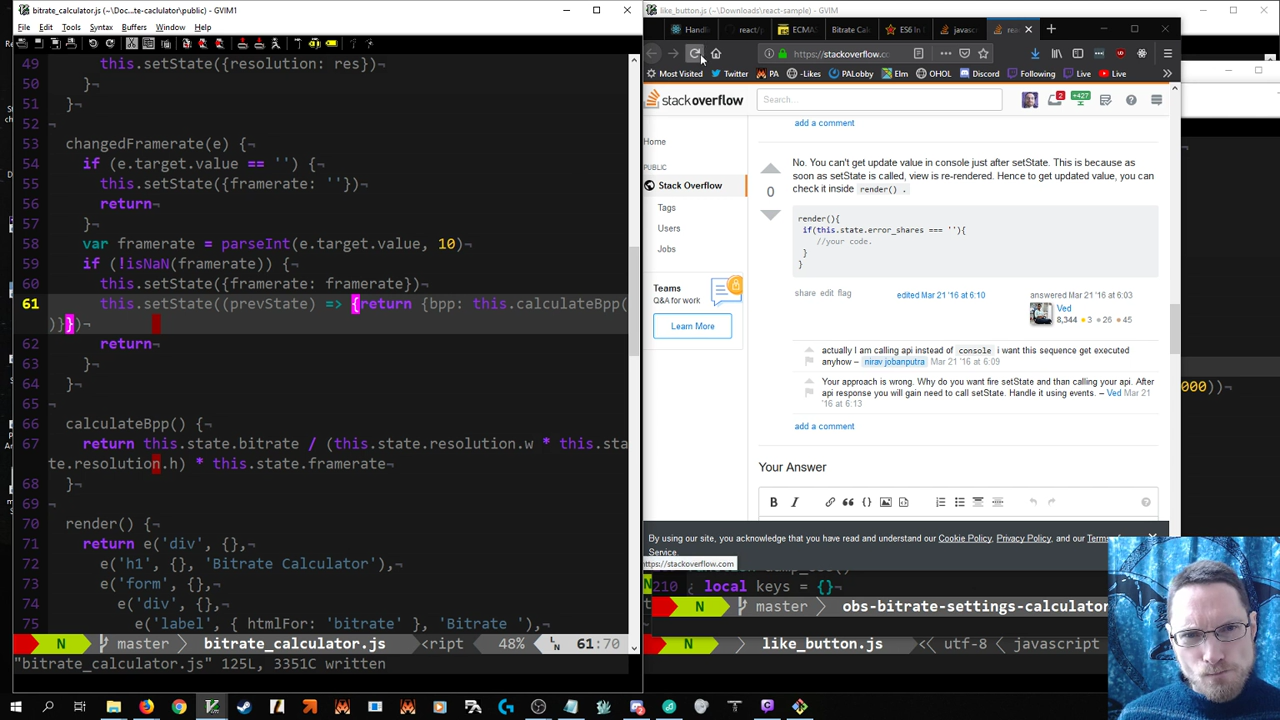 bitrate_calculator.js (~\Doc...te-caclulator\public) - GVIM1
File Edit Tools Syntax Buffers Window Help
49 this.setState({resolution: res})¬
50 }¬
51 }¬
52 ¬
53 changedFramerate(e) {¬
54 if (e.target.value == '') {¬
55 this.setState({framerate: ''})¬
56 return¬
57 }¬
58 var framerate = parseInt(e.target.value, 10)¬
59 if (!isNaN(framerate)) {¬
60 this.setState({framerate: framerate})¬
61 this.setState((prevState) => {return {bpp: this.calculateBpp(
)}})¬
62 return¬
63 }¬
64 }¬
65 ¬
66 calculateBpp() {¬
67 return this.state.bitrate / (this.state.resolution.w * this.sta
te.resolution.h) * this.state.framerate¬
68 }¬
69 ¬
70 render() {¬
71 return e('div', {},¬
72 e('h1', {}, 'Bitrate Calculator'),¬
73 e('form', {},¬
74 e('div', {},¬
75 e('label', { htmlFor: 'bitrate' }, 'Bitrate '),¬
N master bitrate_calculator.js <ript 48% 61:70
"bitrate_calculator.js" 125L, 3351C written
like_button.js (~\Downloads\react-sample) - GVIM
Handle react/ ECMAS Bitrate Calc ES6 In javasc rea
https://stackoverflow.c
Most Visited Twitter PA -Likes PALobby Elm OHOL Discord Following Live Live
stackoverflow Search... 2 +427
Home
PUBLIC
Stack Overflow
Tags
Users
Jobs
Teams
Q&A for work
Learn More
add a comment
0
No. You can't get update value in console just after setState. This is because as
soon as setState is called, view is re-rendered. Hence to get updated value, you can
check it inside render() .
render(){
if(this.state.error_shares === ''){
//your code.
}
}
share edit flag
edited Mar 21 '16 at 6:10
answered Mar 21 '16 at 6:03
Ved
8,344 3 26 45
actually I am calling api instead of console i want this sequence get executed
anyhow – nirav jobanputra Mar 21 '16 at 6:09
Your approach is wrong. Why do you want fire setState and than calling your api. After
api response you will gain need to call setState. Handle it using events. – Ved Mar 21
'16 at 6:13
add a comment
Your Answer
B I
By using our site, you acknowledge that you have read and understand our Cookie Policy, Privacy Policy, and our Terms
Service.
https://stackoverflow.com
210 local keys = {}¬
N master obs-bitrate-settings-calculator
N like_button.js utf-8 javascript
000))¬